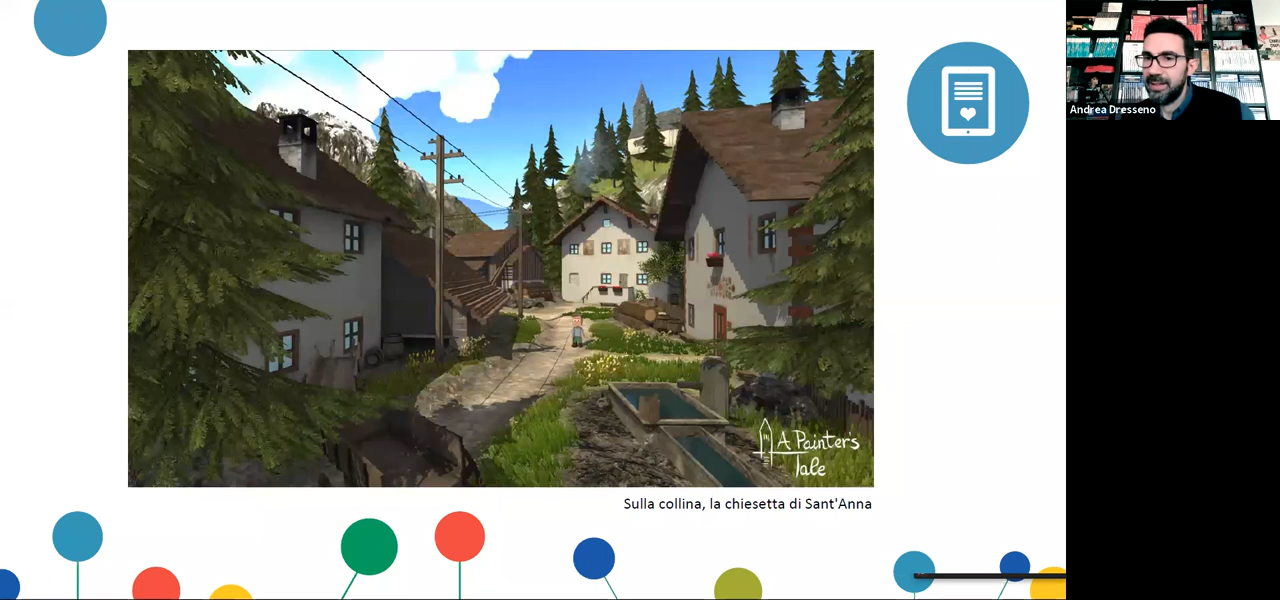 A Painter's
Tale
Sulla collina, la chiesetta di Sant'Anna
Andrea Dresseno